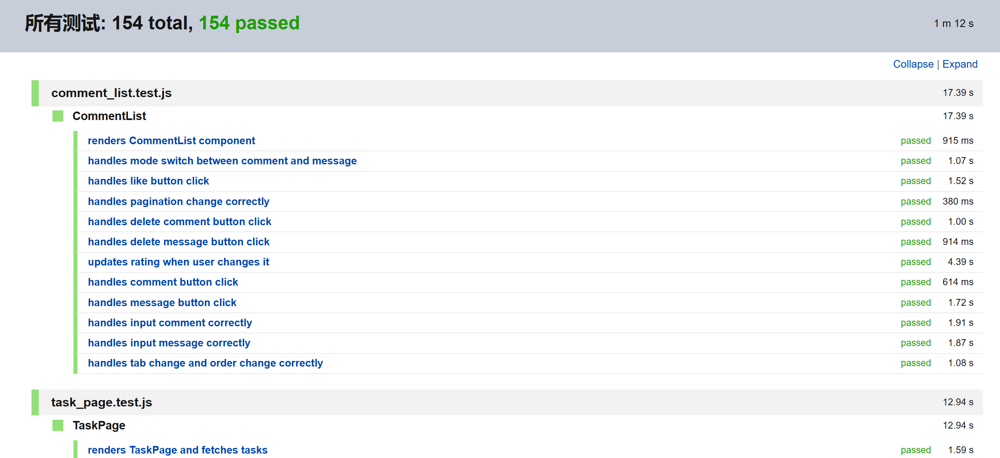 所有测试: 154 total, 154 passed 1 m 12 s
Collapse | Expand
comment_list.test.js 17.39 s
CommentList 17.39 s
renders CommentList component passed 915 ms
handles mode switch between comment and message passed 1.07 s
handles like button click passed 1.52 s
handles pagination change correctly passed 380 ms
handles delete comment button click passed 1.00 s
handles delete message button click passed 914 ms
updates rating when user changes it passed 4.39 s
handles comment button click passed 614 ms
handles message button click passed 1.72 s
handles input comment correctly passed 1.91 s
handles input message correctly passed 1.87 s
handles tab change and order change correctly passed 1.08 s
task_page.test.js 12.94 s
TaskPage 12.94 s
renders TaskPage and fetches tasks passed 1.59 s